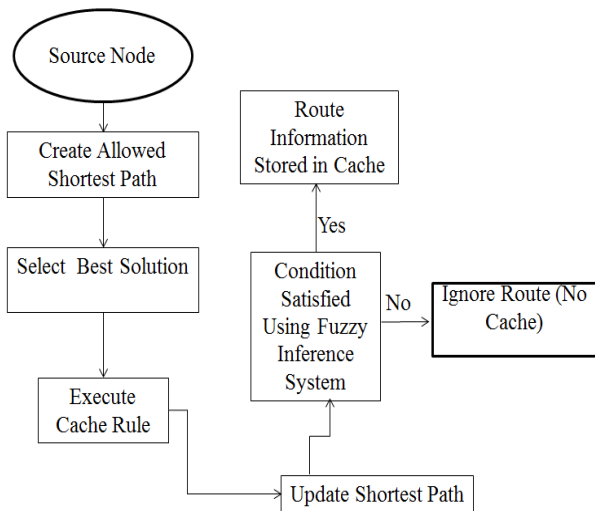 Source Node
Create Allowed
Shortest Path
Select Best Solution
Execute
Cache Rule
Update Shortest Path
Condition
Satisfied
Using Fuzzy
Inference
System
Yes
Route
Information
Stored in Cache
No
Ignore Route (No
Cache)